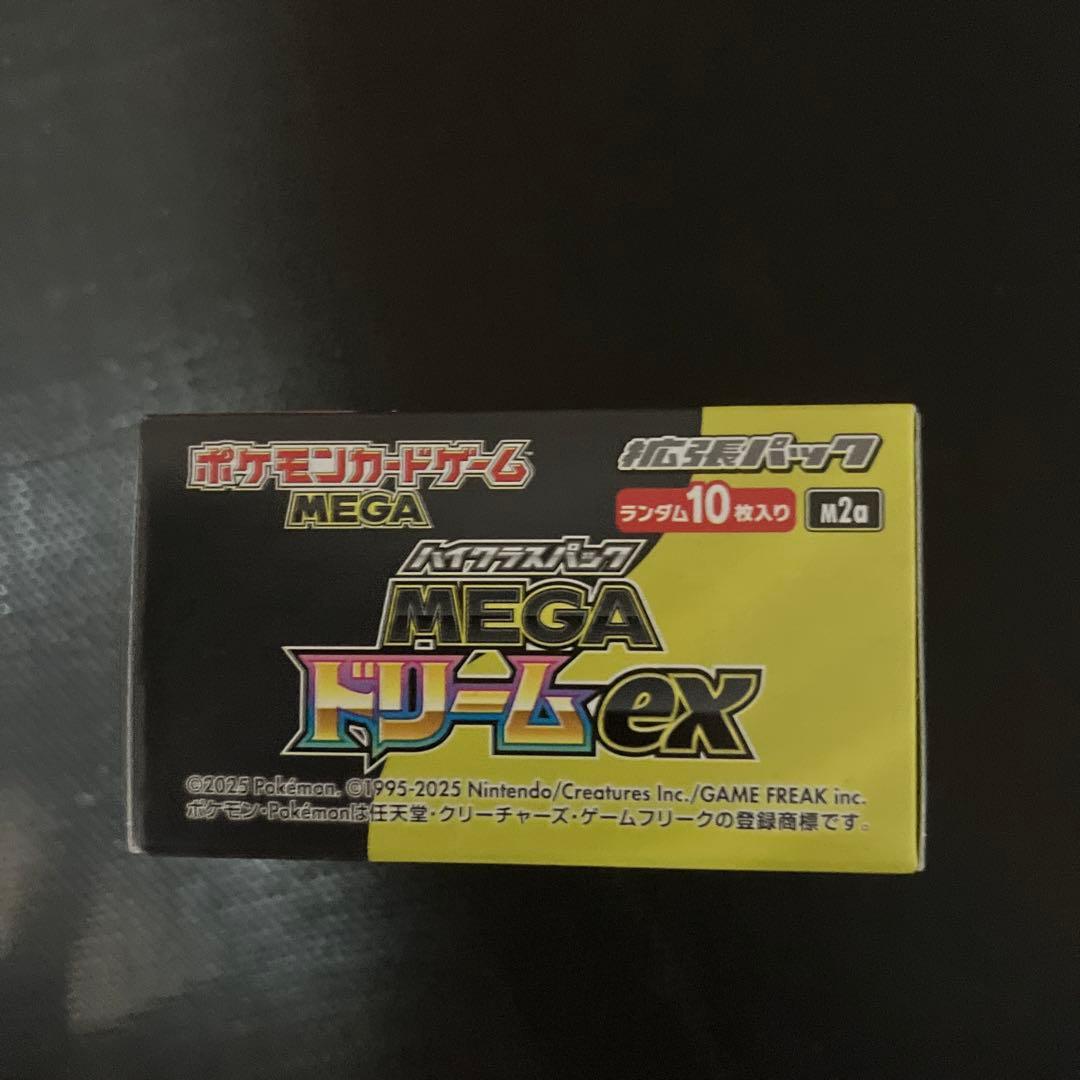 ポケモンカードゲーム
MEGA
拡張パック
ランダム10枚入り M2a
ハイクラスパック
MEGA
ドリームex
©2025 Pokémon. ©1995-2025 Nintendo/Creatures Inc./GAME FREAK inc.
ポケモン・Pokémonは任天堂・クリーチャーズ・ゲームフリークの登録商標です。